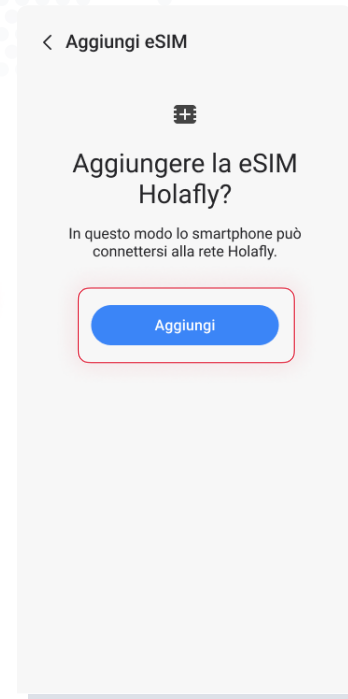 Aggiungi eSIM
Aggiungere la eSIM
Holafly?
In questo modo lo smartphone può
connettersi alla rete Holafly.
Aggiungi